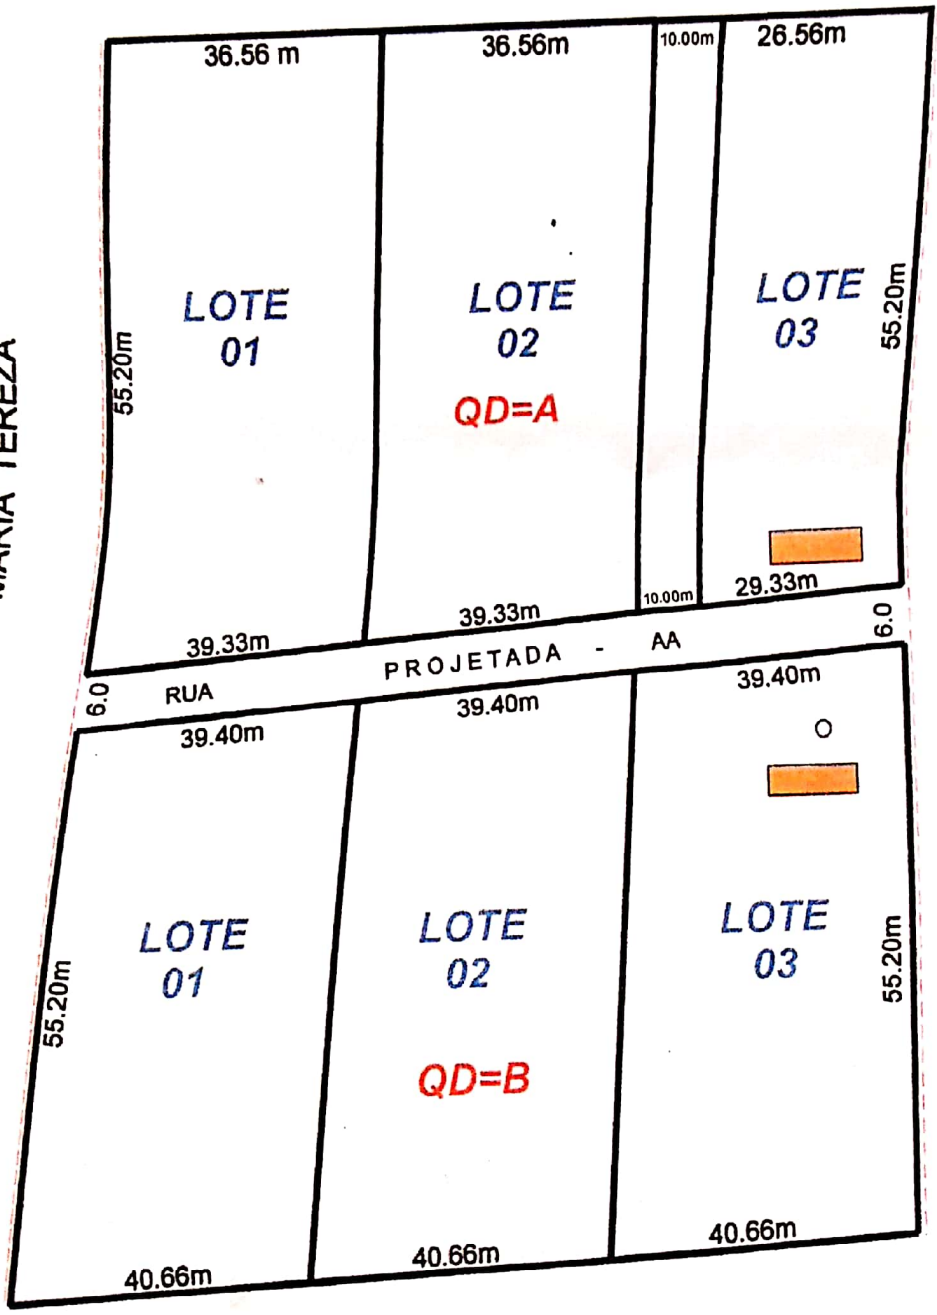 36.56 m 36.56m 10.00m 26.56m
MARIA TEREZA
LOTE
01
LOTE
02
LOTE
03
55.20m
55.20m
QD=A
39.33m 39.33m 10.00m 29.33m
6.0
RUA PROJETADA - AA
6.0
39.40m 39.40m 39.40m
LOTE
01
LOTE
02
LOTE
03
55.20m
55.20m
QD=B
40.66m 40.66m 40.66m